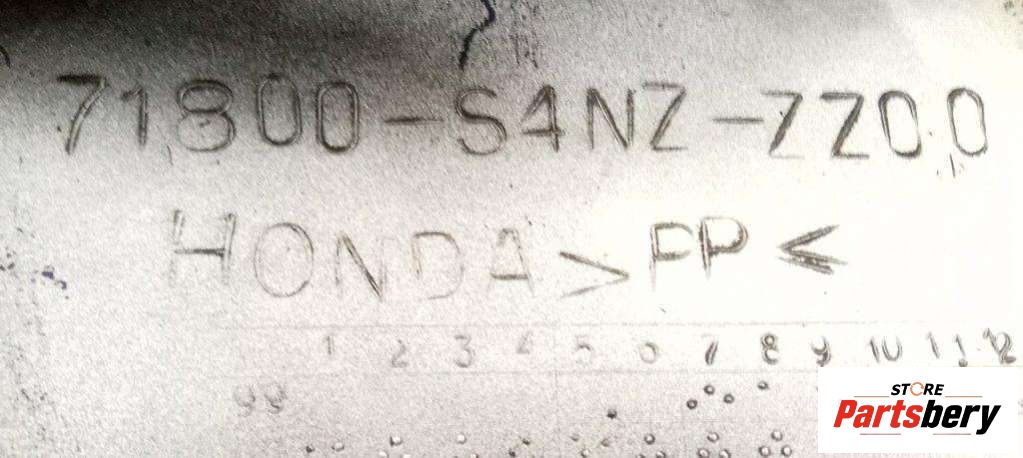 71800-S4NZ-ZZ00
HONDA >PP<
1 2 3 4 5 6 7 8 9 10 11 12
99
STORE
Partsbery